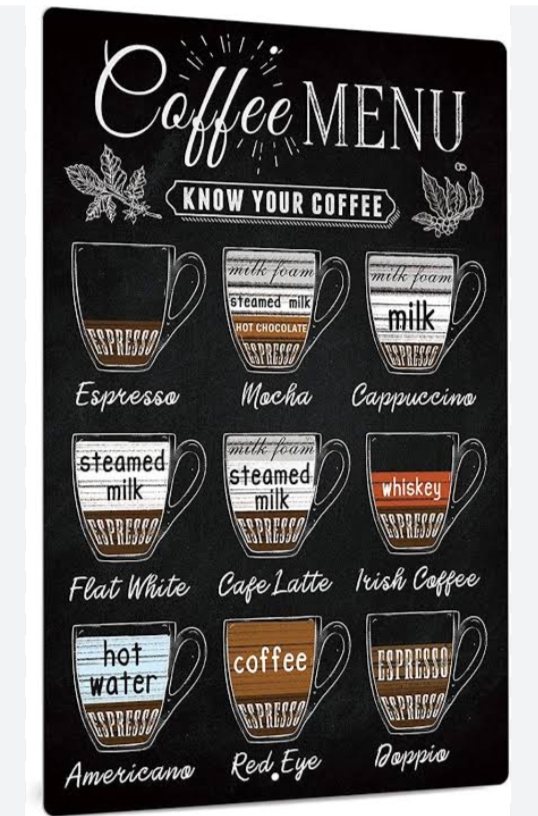 Coffee MENU
KNOW YOUR COFFEE
ESPRESSO
Espresso
milk foam
steamed milk
HOT CHOCOLATE
ESPRESSO
Mocha
milk foam
milk
ESPRESSO
Cappuccino
steamed
milk
ESPRESSO
Flat White
milk foam
steamed
milk
ESPRESSO
Cafe Latte
whiskey
ESPRESSO
Irish Coffee
hot
water
ESPRESSO
Americano
coffee
ESPRESSO
Red Eye
ESPRESSO
ESPRESSO
Doppio